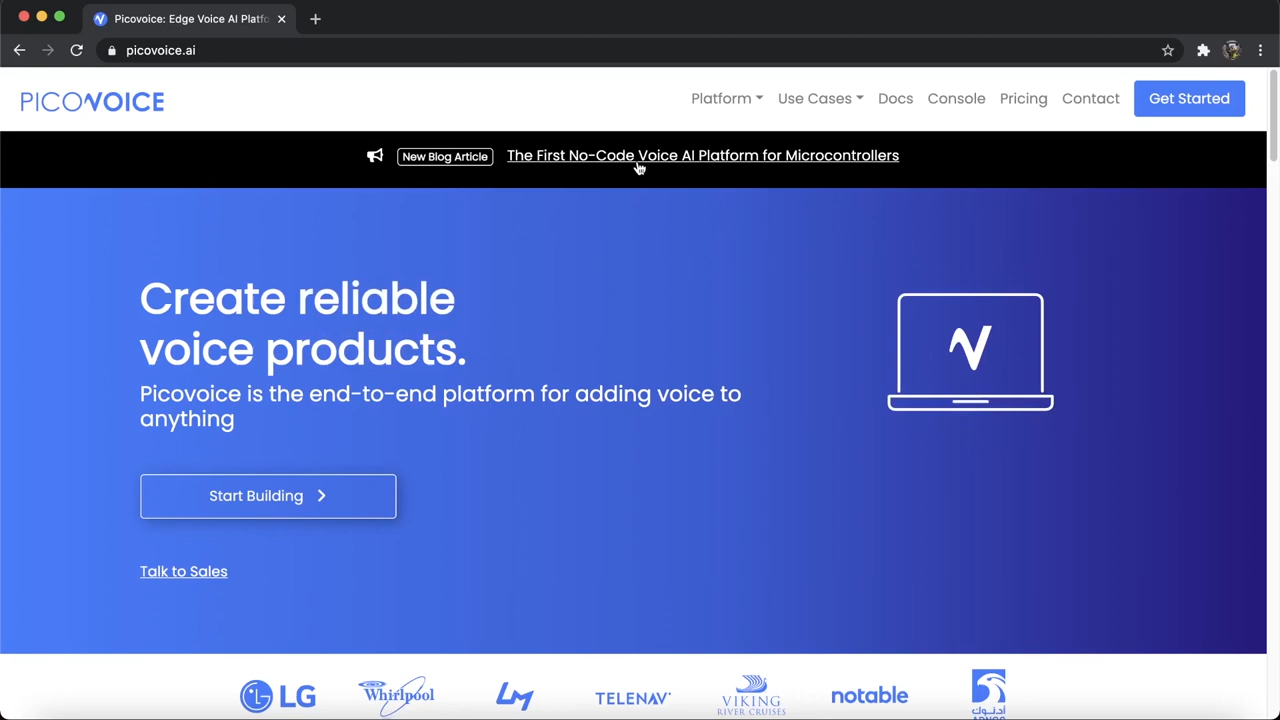 Picovoice: Edge Voice AI Platfo
picovoice.ai
PICOVOICE
Platform
Use Cases
Docs
Console
Pricing
Contact
Get Started
New Blog Article
The First No-Code Voice AI Platform for Microcontrollers
Create reliable
voice products.
Picovoice is the end-to-end platform for adding voice to
anything
Start Building
Talk to Sales
LG
Whirlpool
LM
TELENAV
VIKING
RIVER CRUISES
notable
أدنوك
ADNOC